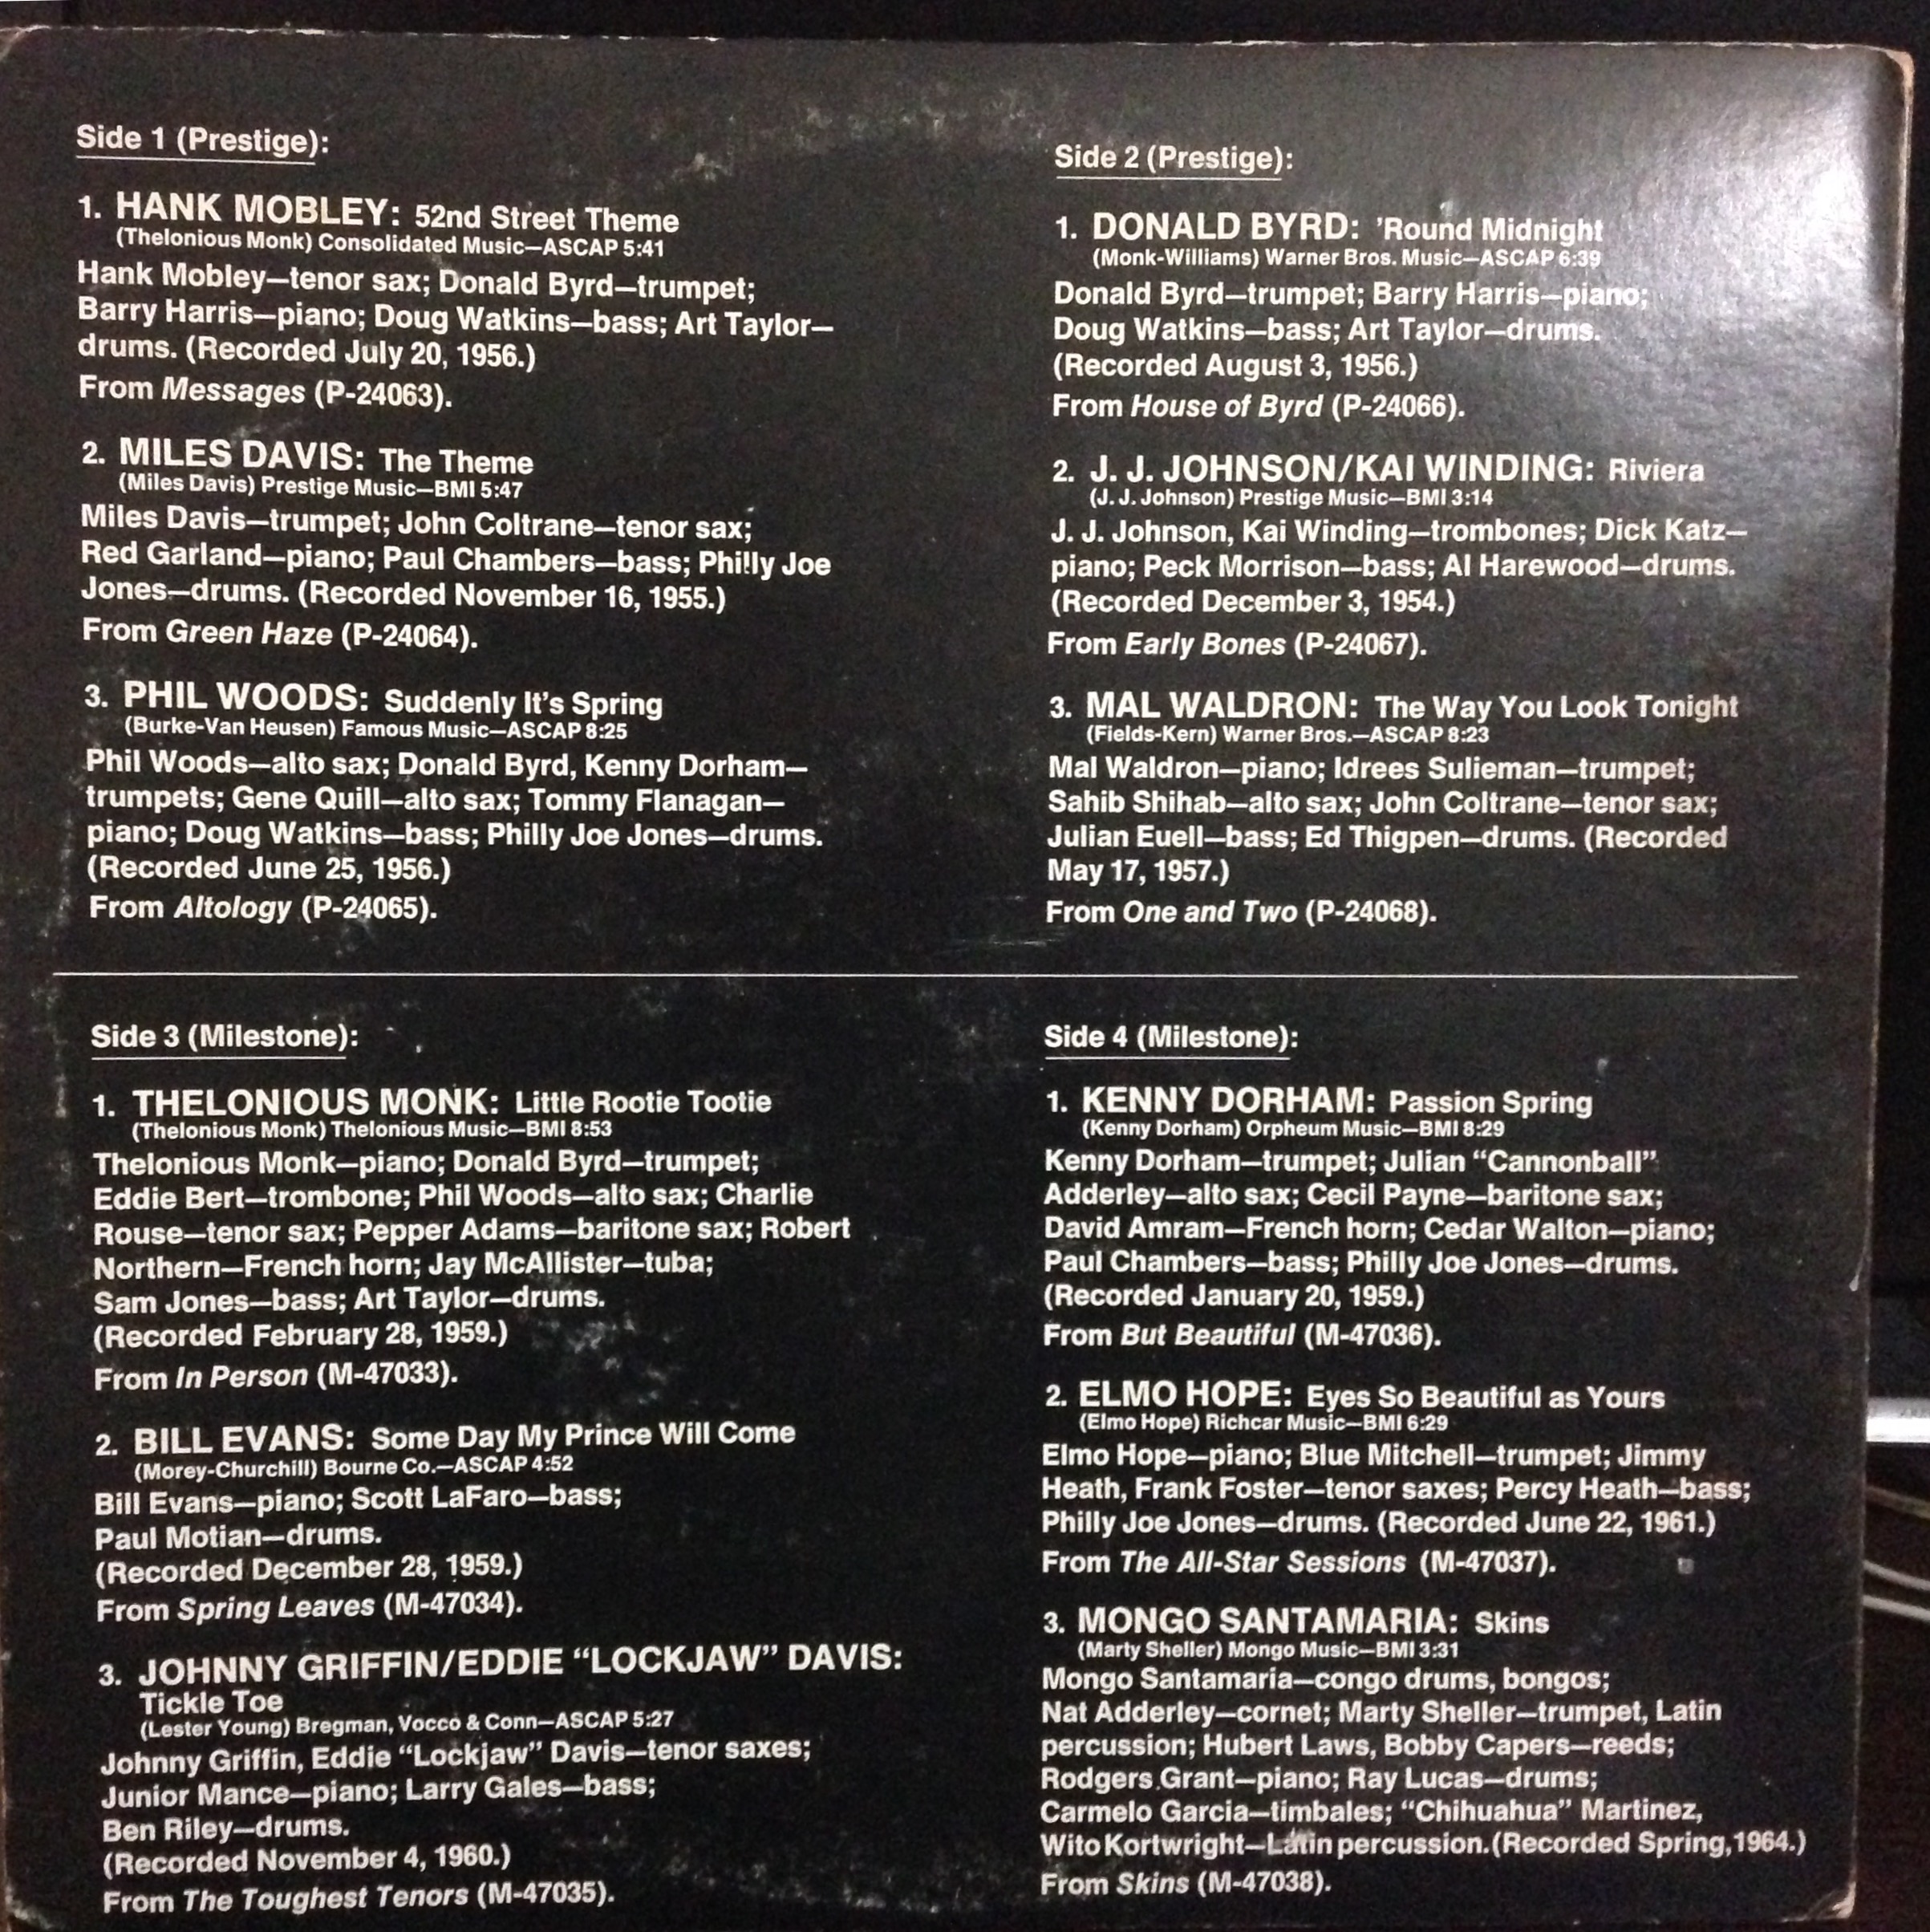 Side 1 (Prestige):
1. HANK MOBLEY: 52nd Street Theme
(Thelonious Monk) Consolidated Music—ASCAP 5:41
Hank Mobley—tenor sax; Donald Byrd—trumpet;
Barry Harris—piano; Doug Watkins—bass; Art Taylor—
drums. (Recorded July 20, 1956.)
From Messages (P-24063).
2. MILES DAVIS: The Theme
(Miles Davis) Prestige Music—BMI 5:47
Miles Davis—trumpet; John Coltrane—tenor sax;
Red Garland—piano; Paul Chambers—bass; Philly Joe
Jones—drums. (Recorded November 16, 1955.)
From Green Haze (P-24064).
3. PHIL WOODS: Suddenly It's Spring
(Burke-Van Heusen) Famous Music—ASCAP 8:25
Phil Woods—alto sax; Donald Byrd, Kenny Dorham—
trumpets; Gene Quill—alto sax; Tommy Flanagan—
piano; Doug Watkins—bass; Philly Joe Jones—drums.
(Recorded June 25, 1956.)
From Altology (P-24065).
Side 2 (Prestige):
1. DONALD BYRD: 'Round Midnight
(Monk-Williams) Warner Bros. Music—ASCAP 6:39
Donald Byrd—trumpet; Barry Harris—piano;
Doug Watkins—bass; Art Taylor—drums.
(Recorded August 3, 1956.)
From House of Byrd (P-24066).
2. J. J. JOHNSON/KAI WINDING: Riviera
(J. J. Johnson) Prestige Music—BMI 3:14
J. J. Johnson, Kai Winding—trombones; Dick Katz—
piano; Peck Morrison—bass; Al Harewood—drums.
(Recorded December 3, 1954.)
From Early Bones (P-24067).
3. MAL WALDRON: The Way You Look Tonight
(Fields-Kern) Warner Bros.—ASCAP 8:23
Mal Waldron—piano; Idrees Sulieman—trumpet;
Sahib Shihab—alto sax; John Coltrane—tenor sax;
Julian Euell—bass; Ed Thigpen—drums. (Recorded
May 17, 1957.)
From One and Two (P-24068).
Side 3 (Milestone):
1. THELONIOUS MONK: Little Rootie Tootie
(Thelonious Monk) Thelonious Music—BMI 8:53
Thelonious Monk—piano; Donald Byrd—trumpet;
Eddie Bert—trombone; Phil Woods—alto sax; Charlie
Rouse—tenor sax; Pepper Adams—baritone sax; Robert
Northern—French horn; Jay McAllister—tuba;
Sam Jones—bass; Art Taylor—drums.
(Recorded February 28, 1959.)
From In Person (M-47033).
2. BILL EVANS: Some Day My Prince Will Come
(Morey-Churchill) Bourne Co.—ASCAP 4:52
Bill Evans—piano; Scott LaFaro—bass;
Paul Motian—drums.
(Recorded December 28, 1959.)
From Spring Leaves (M-47034).
3. JOHNNY GRIFFIN/EDDIE “LOCKJAW” DAVIS:
Tickle Toe
(Lester Young) Bregman, Vocco & Conn—ASCAP 5:27
Johnny Griffin, Eddie “Lockjaw” Davis—tenor saxes;
Junior Mance—piano; Larry Gales—bass;
Ben Riley—drums.
(Recorded November 4, 1960.)
From The Toughest Tenors (M-47035).
Side 4 (Milestone):
1. KENNY DORHAM: Passion Spring
(Kenny Dorham) Orpheum Music—BMI 8:29
Kenny Dorham—trumpet; Julian “Cannonball”
Adderley—alto sax; Cecil Payne—baritone sax;
David Amram—French horn; Cedar Walton—piano;
Paul Chambers—bass; Philly Joe Jones—drums.
(Recorded January 20, 1959.)
From But Beautiful (M-47036).
2. ELMO HOPE: Eyes So Beautiful as Yours
(Elmo Hope) Richcar Music—BMI 6:29
Elmo Hope—piano; Blue Mitchell—trumpet; Jimmy
Heath, Frank Foster—tenor saxes; Percy Heath—bass;
Philly Joe Jones—drums. (Recorded June 22, 1961.)
From The All-Star Sessions (M-47037).
3. MONGO SANTAMARIA: Skins
(Marty Sheller) Mongo Music—BMI 3:31
Mongo Santamaria—congo drums, bongos;
Nat Adderley—cornet; Marty Sheller—trumpet, Latin
percussion; Hubert Laws, Bobby Capers—reeds;
Rodgers Grant—piano; Ray Lucas—drums;
Carmelo Garcia—timbales; “Chihuahua” Martinez,
Wito Kortwright—Latin percussion. (Recorded Spring, 1964.)
From Skins (M-47038).